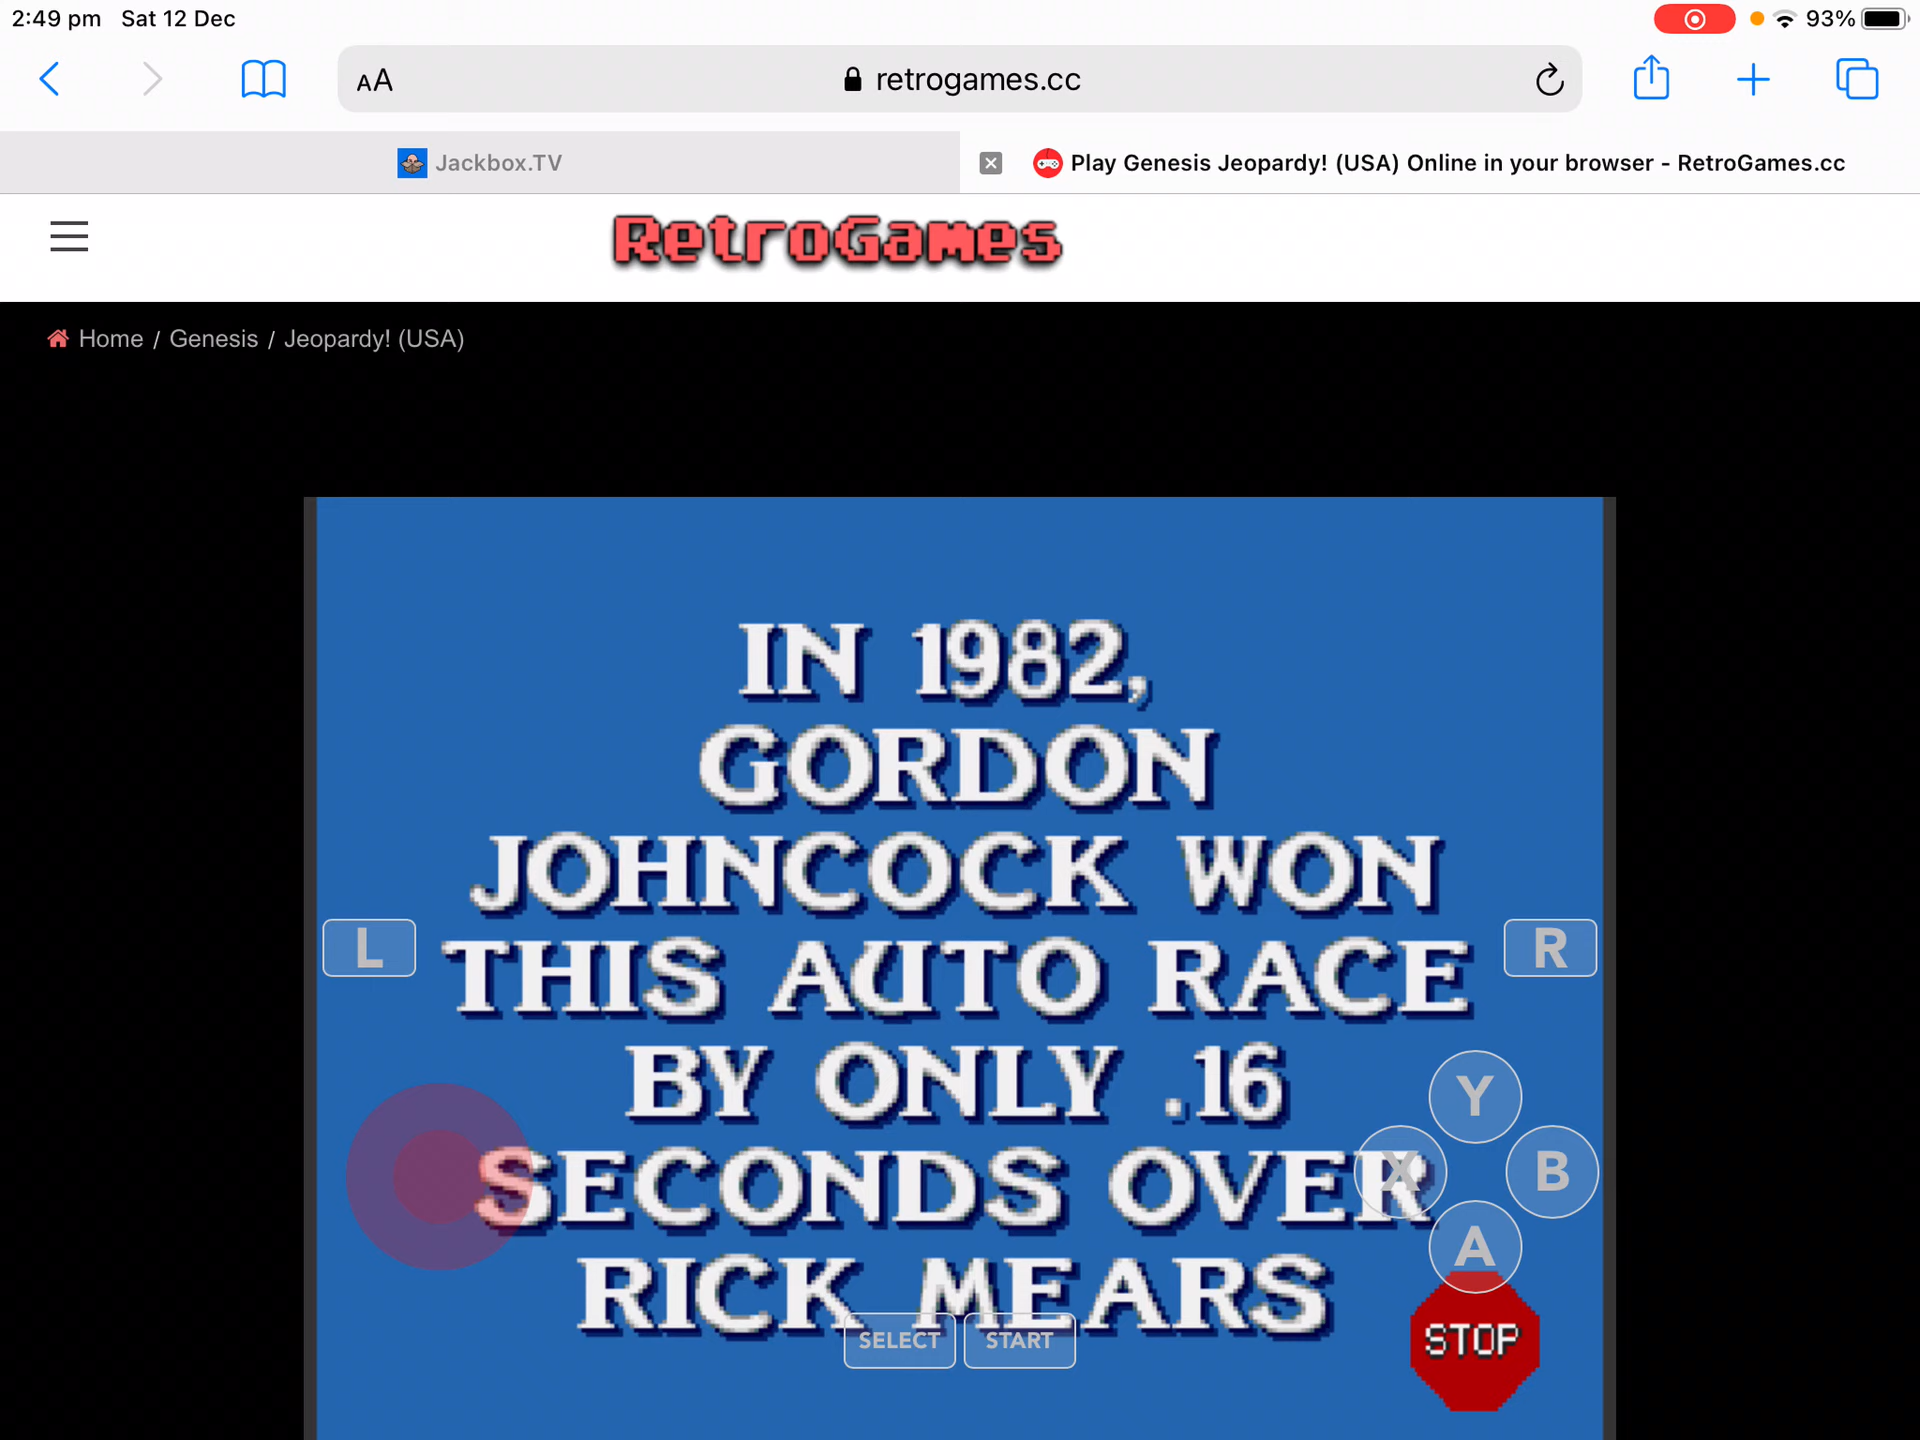 2:49 pm Sat 12 Dec 93%
AA retrogames.cc
Jackbox.TV Play Genesis Jeopardy! (USA) Online in your browser - RetroGames.cc
RetroGames
Home / Genesis / Jeopardy! (USA)
IN 1982,
GORDON
JOHNCOCK WON
L THIS AUTO RACE R
BY ONLY .16
Y
SECONDS OVER
X B
A
RICK MEARS
SELECT START STOP